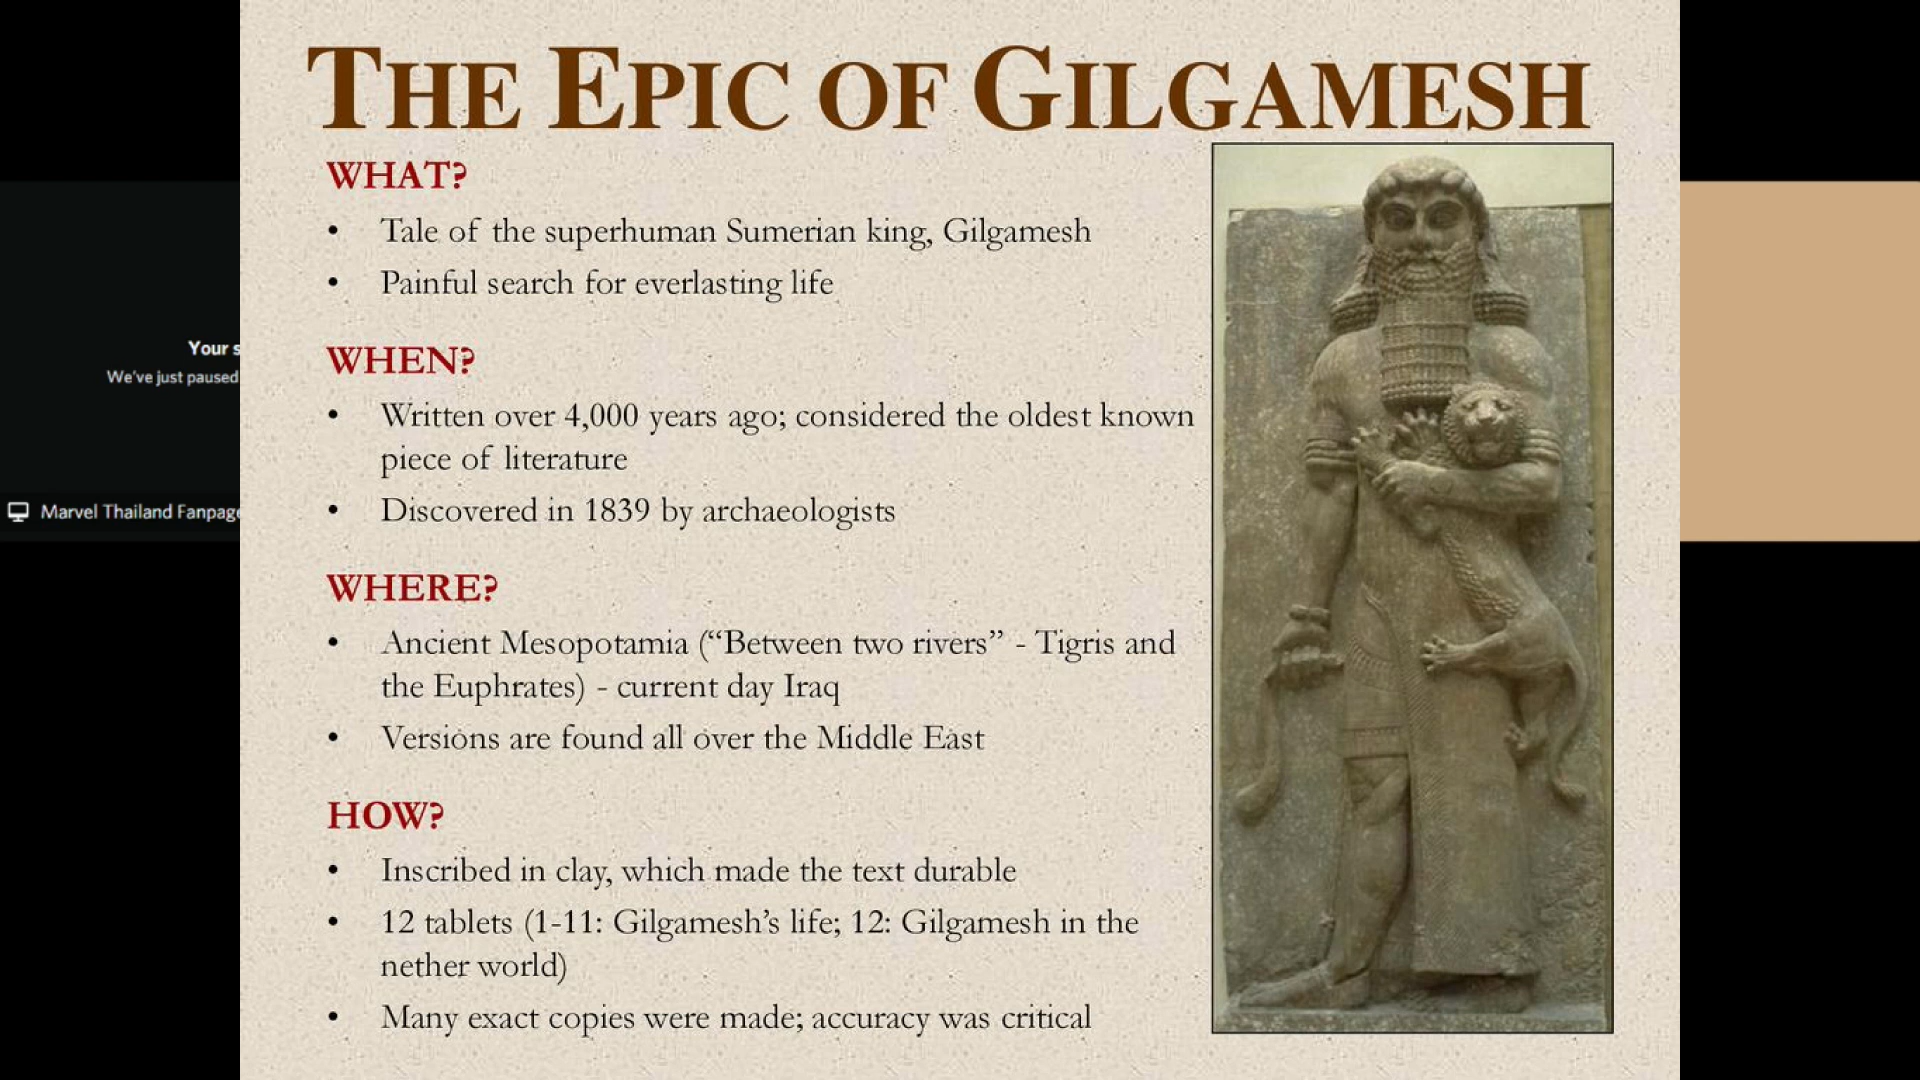 THE EPIC OF GILGAMESH
WHAT?
• Tale of the superhuman Sumerian king, Gilgamesh
• Painful search for everlasting life
WHEN?
• Written over 4,000 years ago; considered the oldest known
piece of literature
• Discovered in 1839 by archaeologists
WHERE?
• Ancient Mesopotamia (“Between two rivers” - Tigris and
the Euphrates) - current day Iraq
• Versions are found all over the Middle East
HOW?
• Inscribed in clay, which made the text durable
• 12 tablets (1-11: Gilgamesh’s life; 12: Gilgamesh in the
nether world)
• Many exact copies were made; accuracy was critical
Your s
We've just paused
Marvel Thailand Fanpage